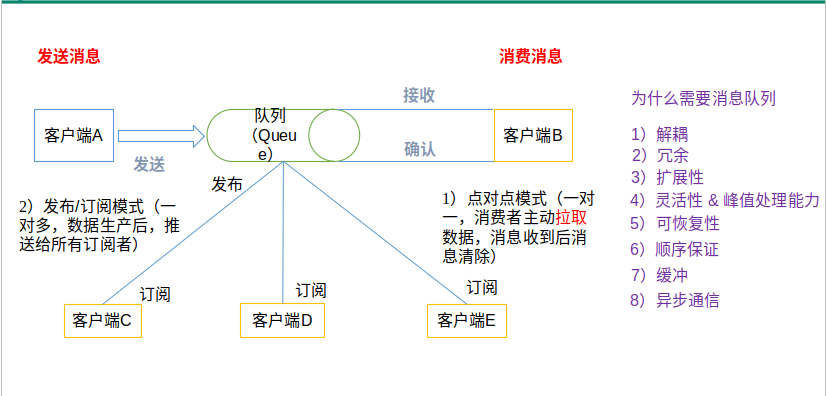 发送消息
消费消息
客户端A
发送
队列
（Queu
e）
接收
确认
客户端B
为什么需要消息队列
1）解耦
2）冗余
3）扩展性
4）灵活性 & 峰值处理能力
5）可恢复性
6）顺序保证
7）缓冲
8）异步通信
发布
2）发布/订阅模式（一
对多，数据生产后，推
送给所有订阅者）
1）点对点模式（一对
一，消费者主动拉取
数据，消息收到后消
息清除）
订阅
订阅
订阅
客户端C
客户端D
客户端E